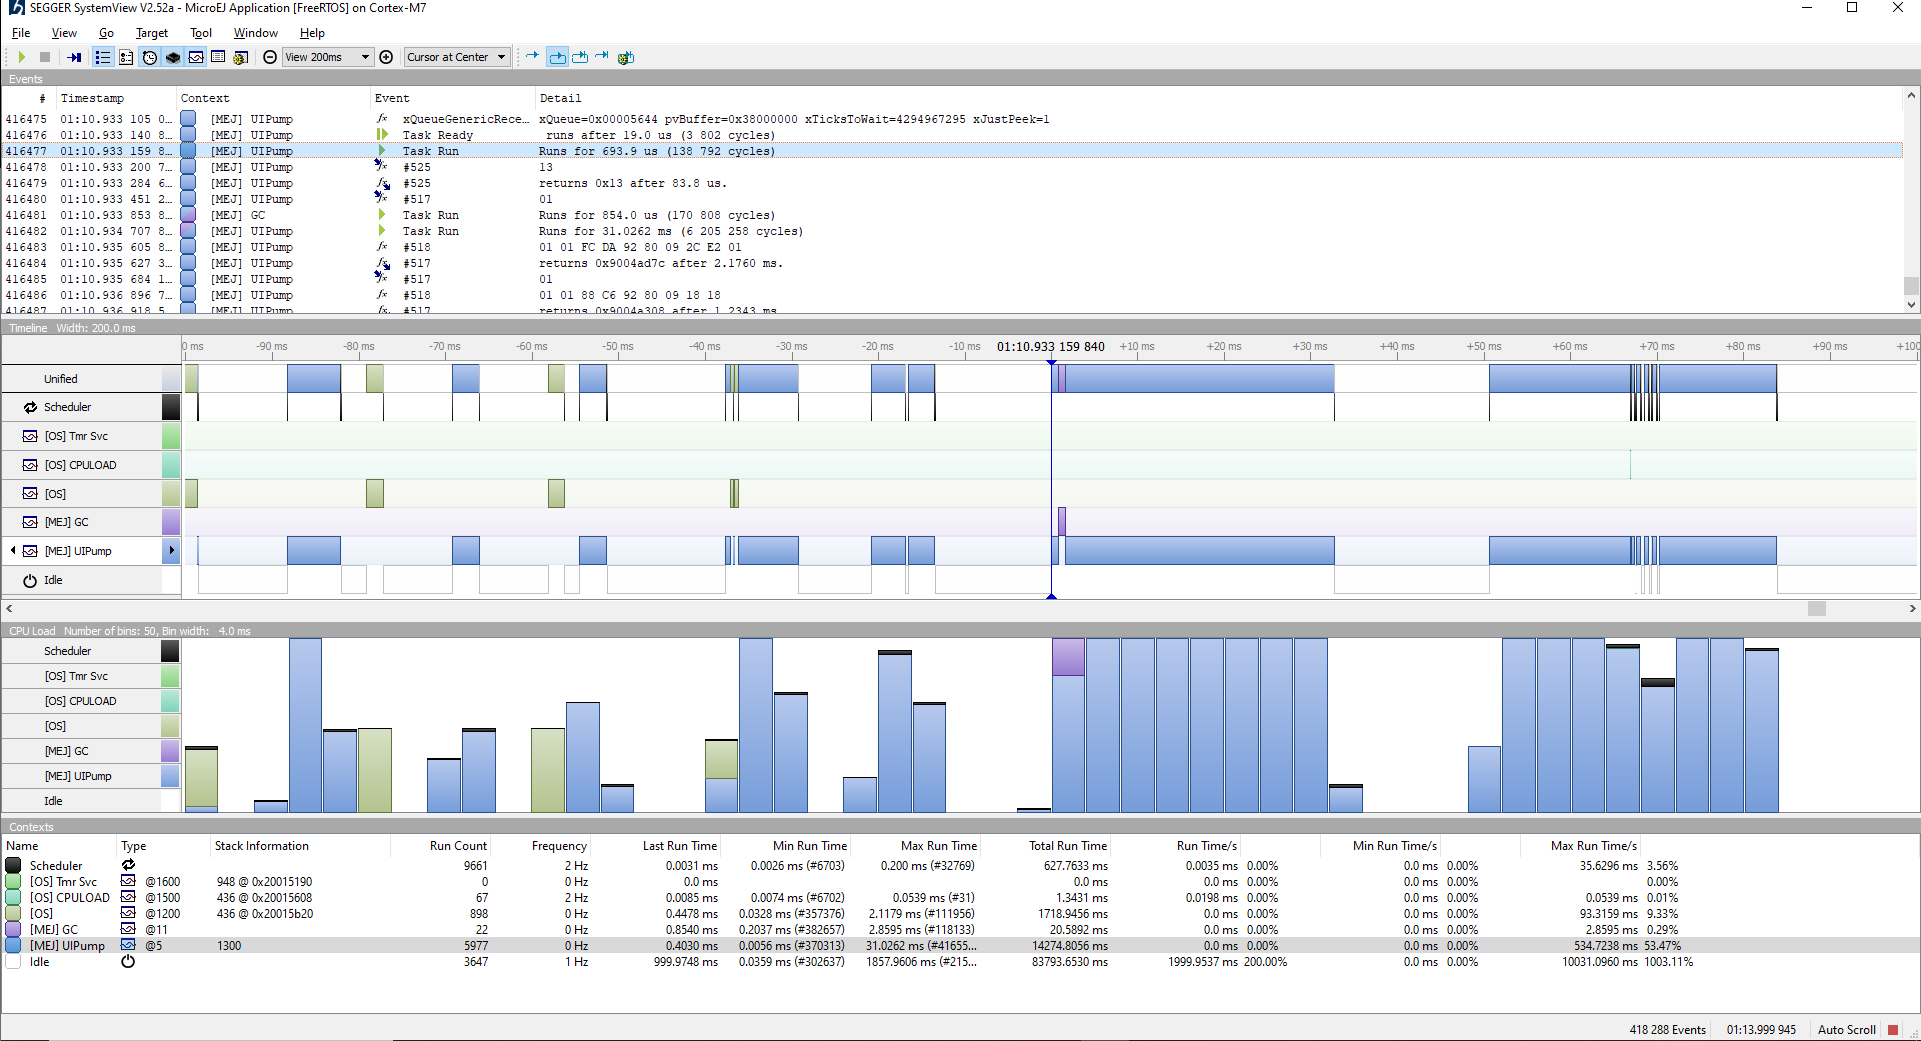 SEGGER SystemView V2.52a - MicroEJ Application [FreeRTOS] on Cortex-M7
File View Go Target Tool Window Help
View 200ms Cursor at Center
Events
# Timestamp Context Event Detail
416475 01:10.933 105 0... [MEJ] UIPump fx xQueueGenericRece... xQueue=0x00005644 pvBuffer=0x38000000 xTicksToWait=4294967295 xJustPeek=1
416476 01:10.933 140 8... [MEJ] UIPump Task Ready runs after 19.0 us (3 802 cycles)
416477 01:10.933 159 8... [MEJ] UIPump Task Run Runs for 693.9 us (138 792 cycles)
416478 01:10.933 200 7... [MEJ] UIPump fx #525 13
416479 01:10.933 284 6... [MEJ] UIPump fx #525 returns 0x13 after 83.8 us.
416480 01:10.933 451 2... [MEJ] UIPump fx #517 01
416481 01:10.933 853 8... [MEJ] GC Task Run Runs for 854.0 us (170 808 cycles)
416482 01:10.934 707 8... [MEJ] UIPump Task Run Runs for 31.0262 ms (6 205 258 cycles)
416483 01:10.935 605 8... [MEJ] UIPump fx #518 01 01 FC DA 92 80 09 2C E2 01
416484 01:10.935 627 3... [MEJ] UIPump fx #517 returns 0x9004ad7c after 2.1760 ms.
416485 01:10.935 684 1... [MEJ] UIPump fx #517 01
416486 01:10.936 896 7... [MEJ] UIPump fx #518 01 01 88 C6 92 80 09 18 18
416487 01:10.936 918 5... [MEJ] UIPump fx #517 returns 0x9004a308 after 1.2343 ms
Timeline Width: 200.0 ms
0 ms -90 ms -80 ms -70 ms -60 ms -50 ms -40 ms -30 ms -20 ms -10 ms 01:10.933 159 840 +10 ms +20 ms +30 ms +40 ms +50 ms +60 ms +70 ms +80 ms +90 ms +100
Unified
Scheduler
[OS] Tmr Svc
[OS] CPULOAD
[OS]
[MEJ] GC
[MEJ] UIPump
Idle
CPU Load Number of bins: 50, Bin width: 4.0 ms
Scheduler
[OS] Tmr Svc
[OS] CPULOAD
[OS]
[MEJ] GC
[MEJ] UIPump
Idle
Contexts
Name Type Stack Information Run Count Frequency Last Run Time Min Run Time Max Run Time Total Run Time Run Time/s Min Run Time/s Max Run Time/s
Scheduler 9661 2 Hz 0.0031 ms 0.0026 ms (#6703) 0.200 ms (#32769) 627.7633 ms 0.0035 ms 0.00% 0.0 ms 0.00% 35.6296 ms 3.56%
[OS] Tmr Svc @1600 948 @ 0x20015190 0 0 Hz 0.0 ms 0.0 ms 0.0 ms 0.00% 0.0 ms 0.00% 0.00%
[OS] CPULOAD @1500 436 @ 0x20015608 67 2 Hz 0.0085 ms 0.0074 ms (#6702) 0.0539 ms (#31) 1.3431 ms 0.0198 ms 0.00% 0.0 ms 0.00% 0.0539 ms 0.01%
[OS] @1200 436 @ 0x20015b20 898 0 Hz 0.4478 ms 0.0328 ms (#357376) 2.1179 ms (#111956) 1718.9456 ms 0.0 ms 0.00% 0.0 ms 0.00% 93.3159 ms 9.33%
[MEJ] GC @11 22 0 Hz 0.8540 ms 0.2037 ms (#382657) 2.8595 ms (#118133) 20.5892 ms 0.0 ms 0.00% 0.0 ms 0.00% 2.8595 ms 0.29%
[MEJ] UIPump @5 1300 5977 0 Hz 0.4030 ms 0.0056 ms (#370313) 31.0262 ms (#41655... 14274.8056 ms 0.0 ms 0.00% 0.0 ms 0.00% 534.7238 ms 53.47%
Idle 3647 1 Hz 999.9748 ms 0.0359 ms (#302637) 1857.9606 ms (#215... 83793.6530 ms 1999.9537 ms 200.00% 0.0 ms 0.00% 10031.0960 ms 1003.11%
418 288 Events 01:13.999 945 Auto Scroll